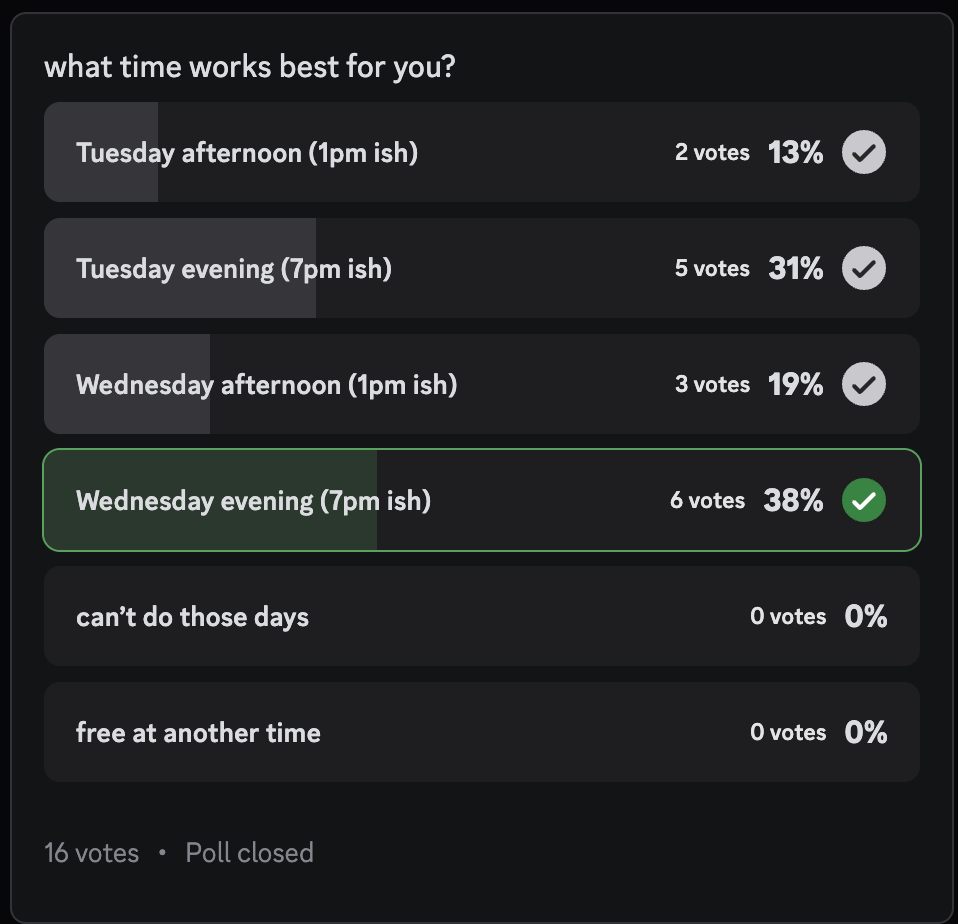 what time works best for you?
Tuesday afternoon (1pm ish) 2 votes 13%
Tuesday evening (7pm ish) 5 votes 31%
Wednesday afternoon (1pm ish) 3 votes 19%
Wednesday evening (7pm ish) 6 votes 38%
can’t do those days 0 votes 0%
free at another time 0 votes 0%
16 votes • Poll closed